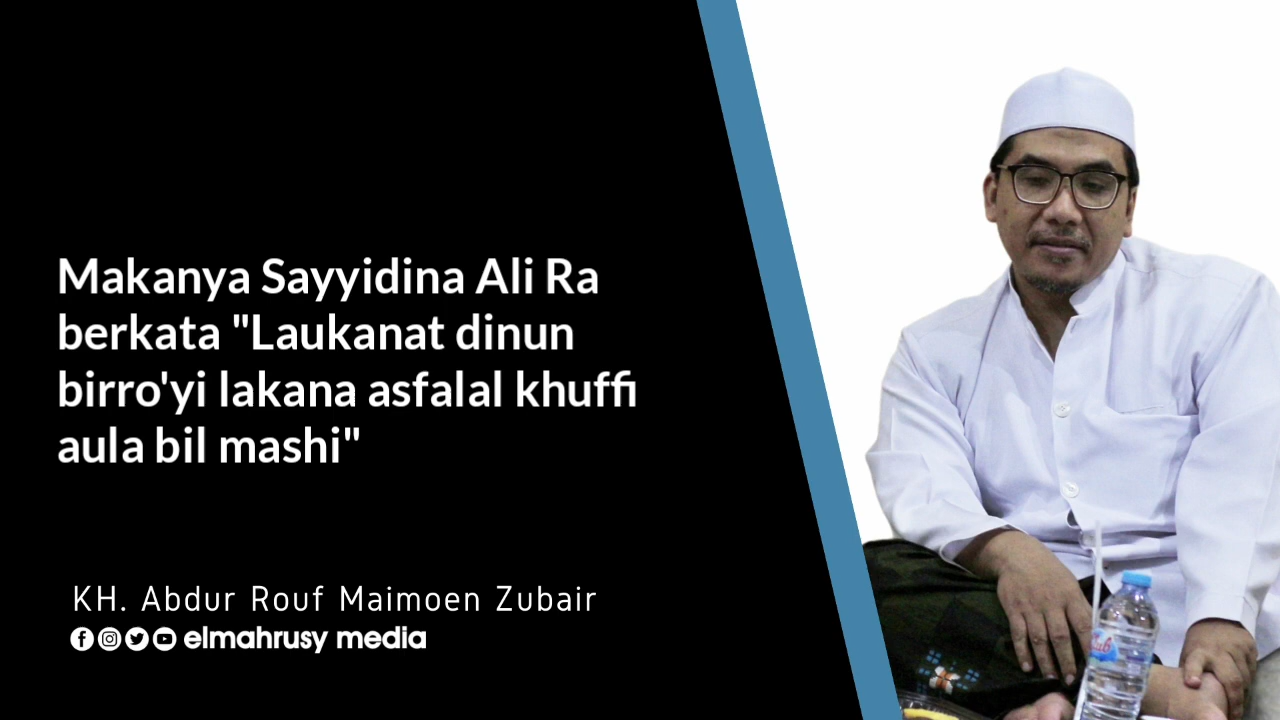 Makanya Sayyidina Ali Ra
berkata "Laukanat dinun
birro'yi lakana asfalal khuffi
aula bil mashi"
KH. Abdur Rouf Maimoen Zubair
elmahrusy media